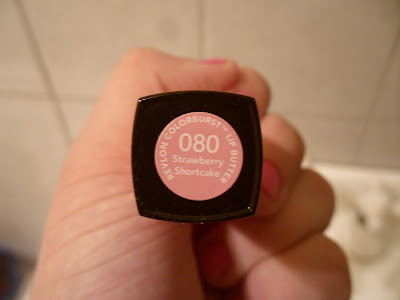 REVLON COLORBURST™ LIP BUTTER
080
Strawberry
Shortcake